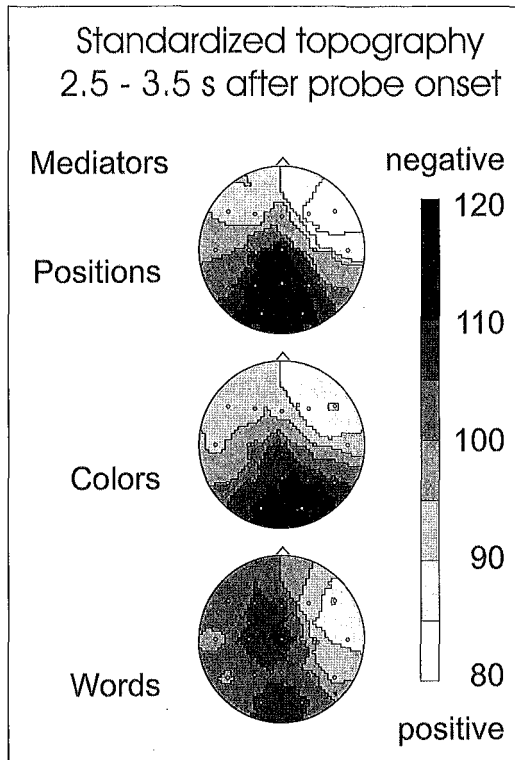 Standardized topography
2.5 - 3.5 s after probe onset
Mediators
negative
120
Positions
110
100
Colors
90
Words
80
positive